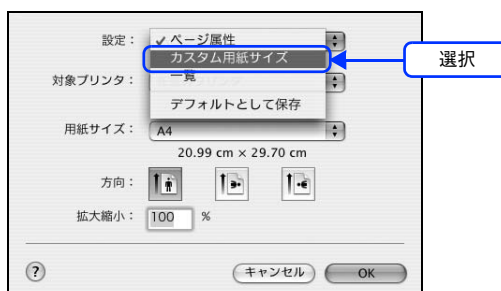 設定： ✓ ページ属性
カスタム用紙サイズ
選択
対象プリンタ：
一覧
デフォルトとして保存
用紙サイズ： A4
20.99 cm × 29.70 cm
方向：
拡大縮小： 100 %
? キャンセル OK